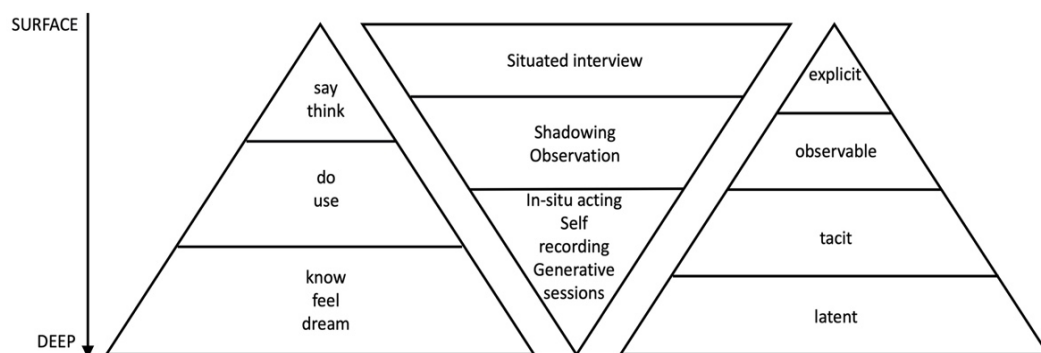 SURFACE
say
think
do
use
know
feel
dream
DEEP
Situated interview
Shadowing
Observation
In-situ acting
Self
recording
Generative
sessions
explicit
observable
tacit
latent